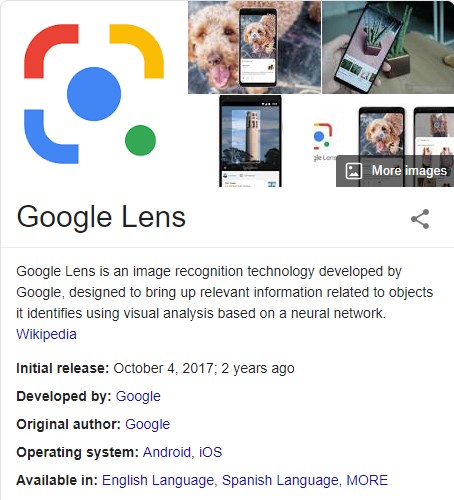 oogle Lens
More images
Google Lens
Google Lens is an image recognition technology developed by
Google, designed to bring up relevant information related to objects
it identifies using visual analysis based on a neural network.
Wikipedia
Initial release: October 4, 2017; 2 years ago
Developed by: Google
Original author: Google
Operating system: Android, iOS
Available in: English Language, Spanish Language, MORE